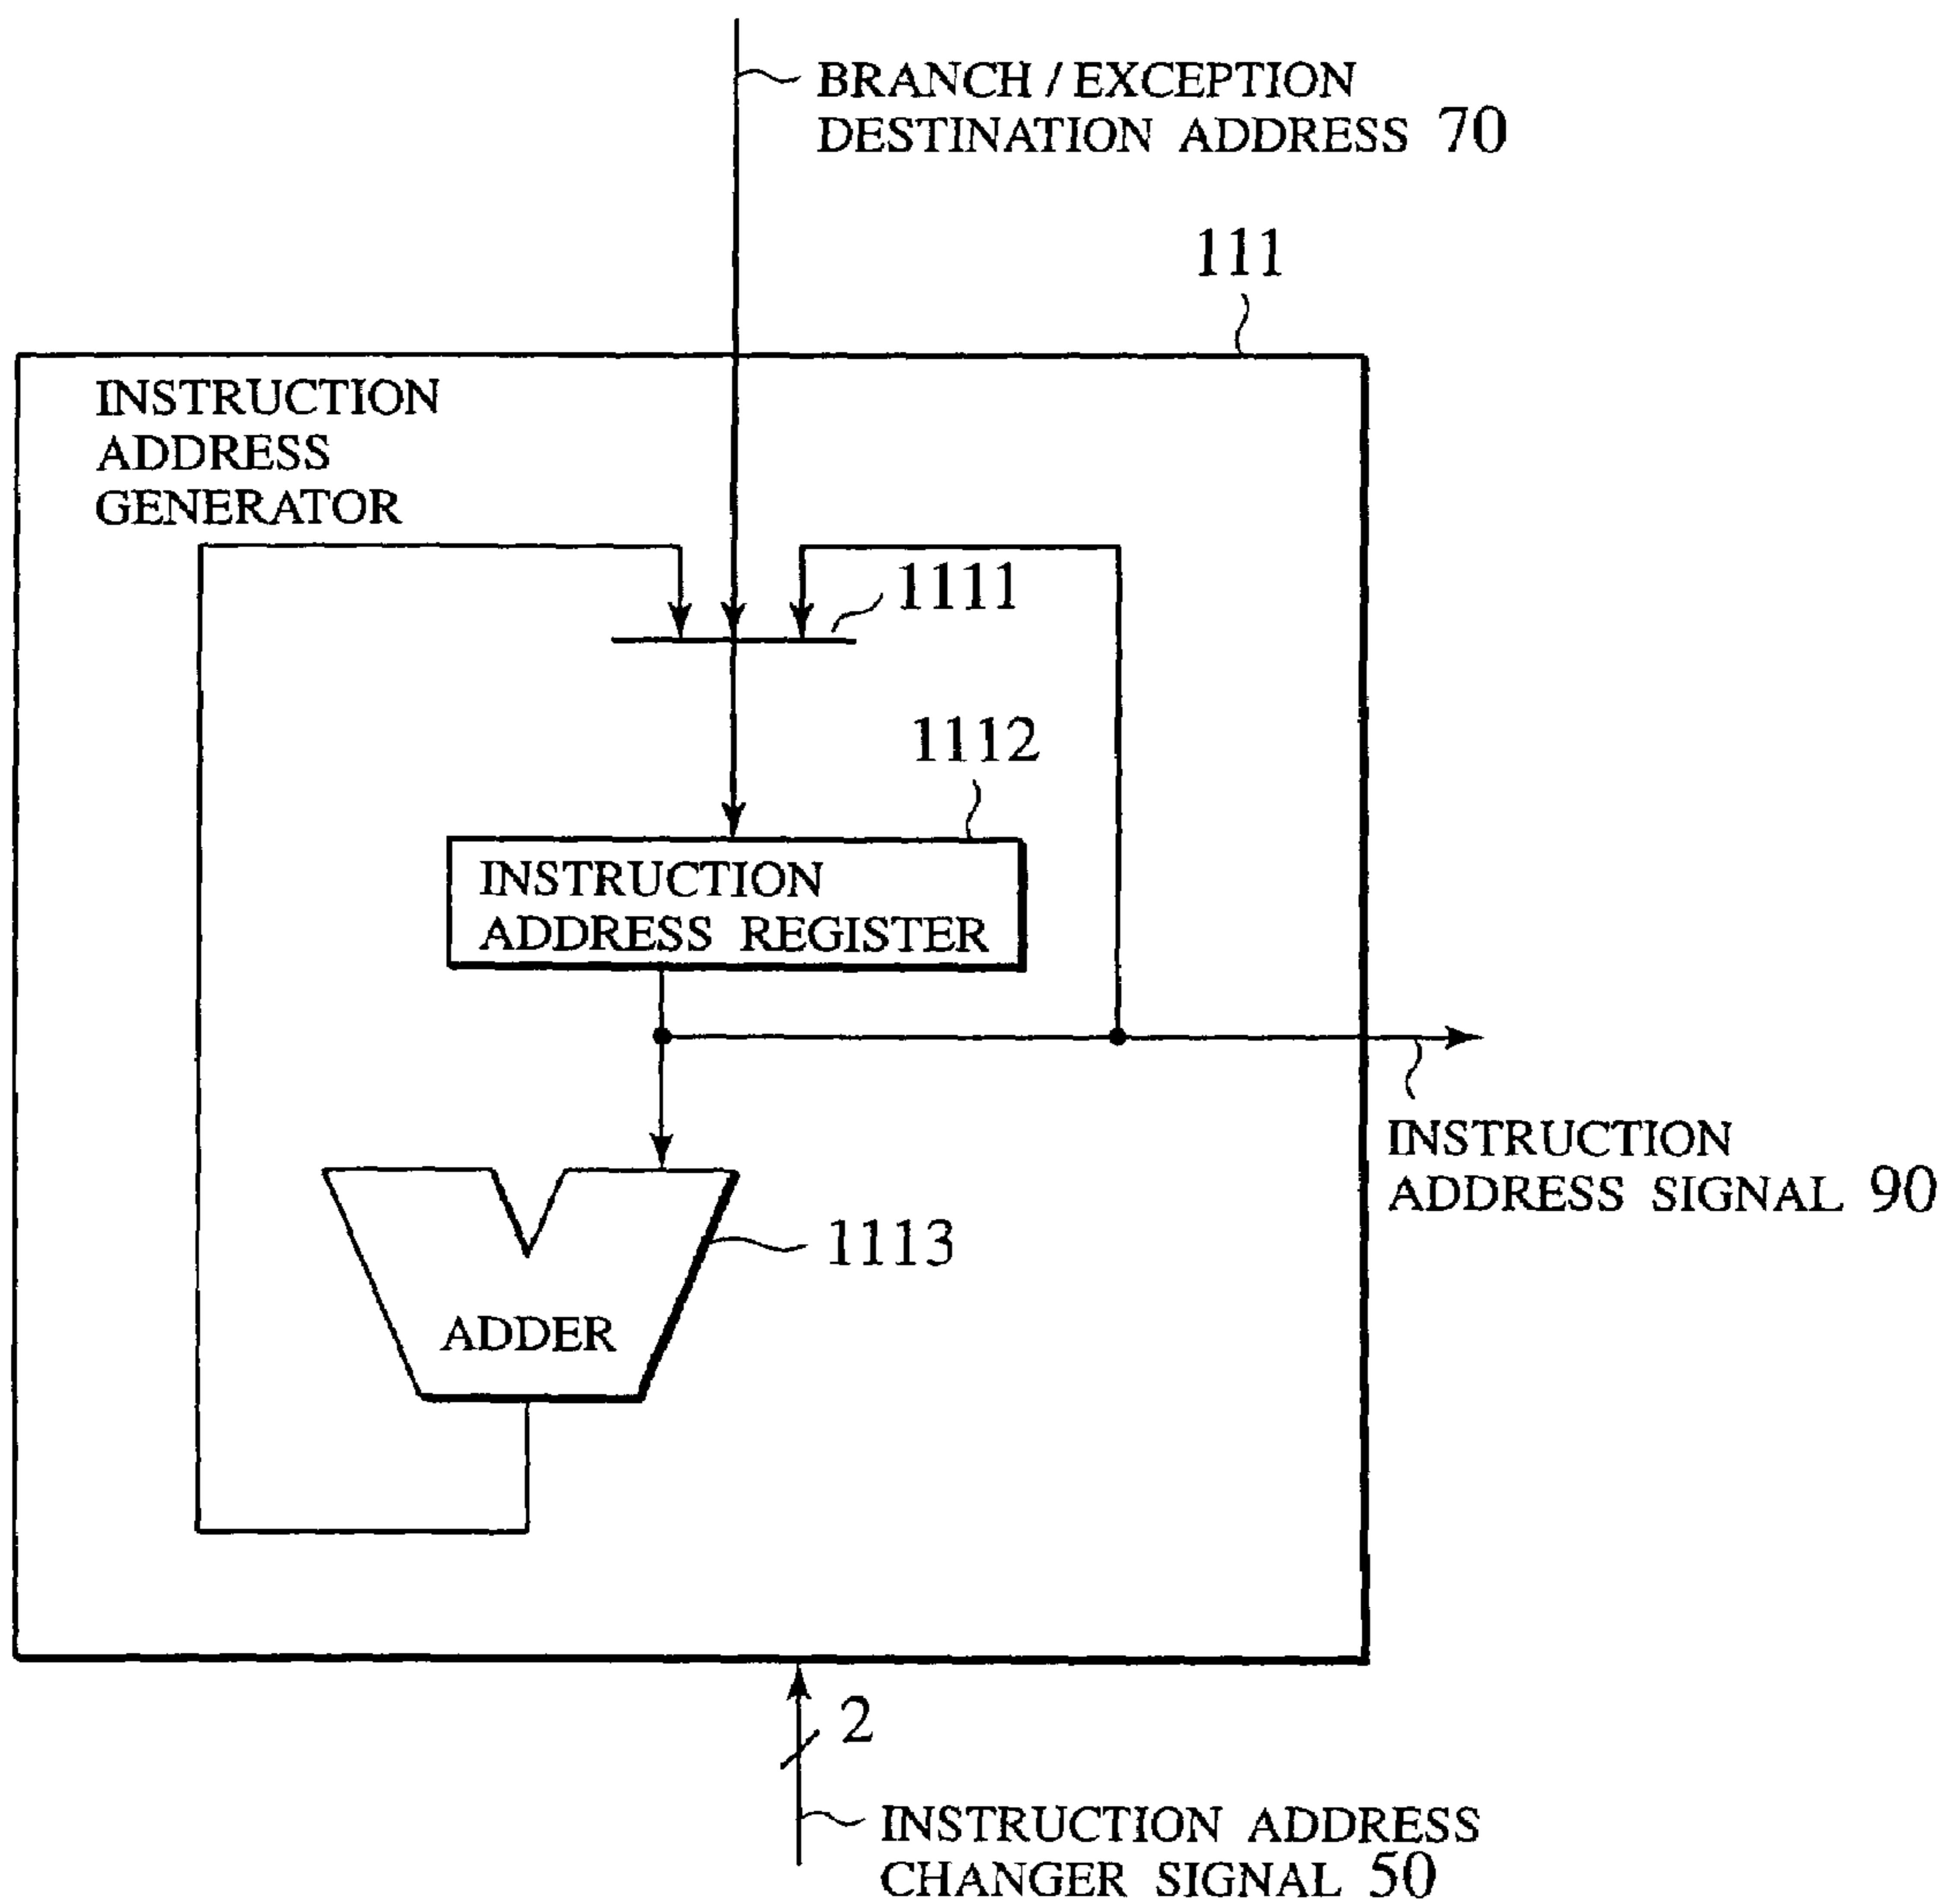 BRANCH / EXCEPTION
DESTINATION ADDRESS 70
111
INSTRUCTION
ADDRESS
GENERATOR
1111
1112
INSTRUCTION
ADDRESS REGISTER
INSTRUCTION
ADDRESS SIGNAL 90
1113
ADDER
2
INSTRUCTION ADDRESS
CHANGER SIGNAL 50